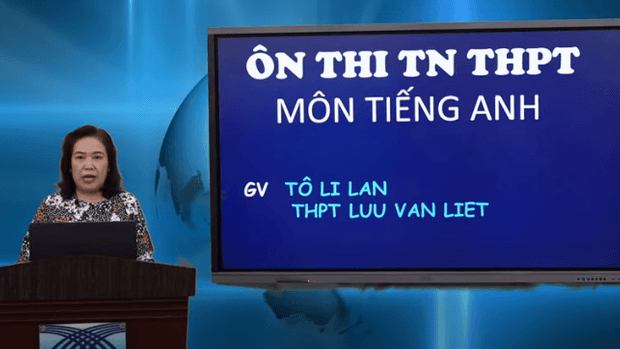 ÔN THI TN THPT
MÔN TIẾNG ANH
GV TÔ LI LAN
THPT LUU VAN LIET